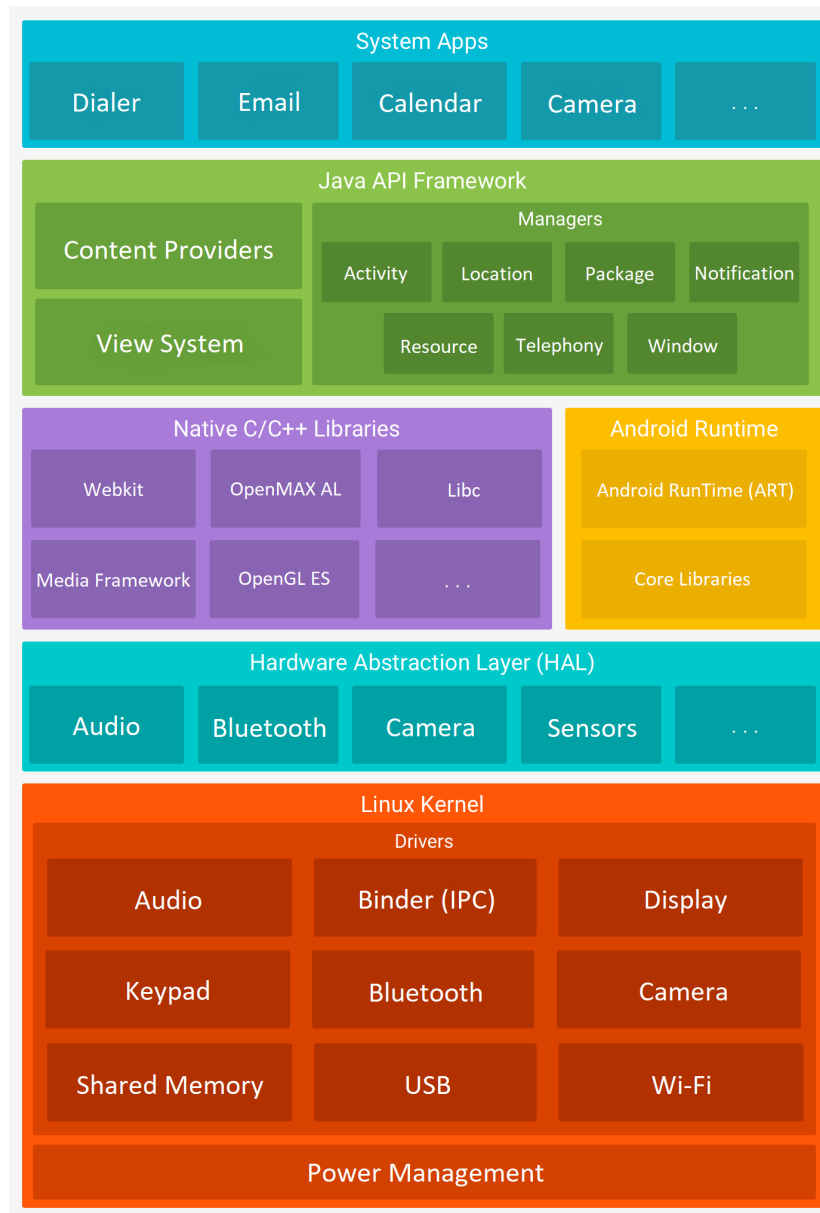 System Apps
Dialer
Email
Calendar
Camera
. . .
Java API Framework
Content Providers
View System
Managers
Activity
Location
Package
Notification
Resource
Telephony
Window
Native C/C++ Libraries
Webkit
OpenMAX AL
Libc
Media Framework
OpenGL ES
. . .
Android Runtime
Android RunTime (ART)
Core Libraries
Hardware Abstraction Layer (HAL)
Audio
Bluetooth
Camera
Sensors
. . .
Linux Kernel
Drivers
Audio
Binder (IPC)
Display
Keypad
Bluetooth
Camera
Shared Memory
USB
Wi-Fi
Power Management